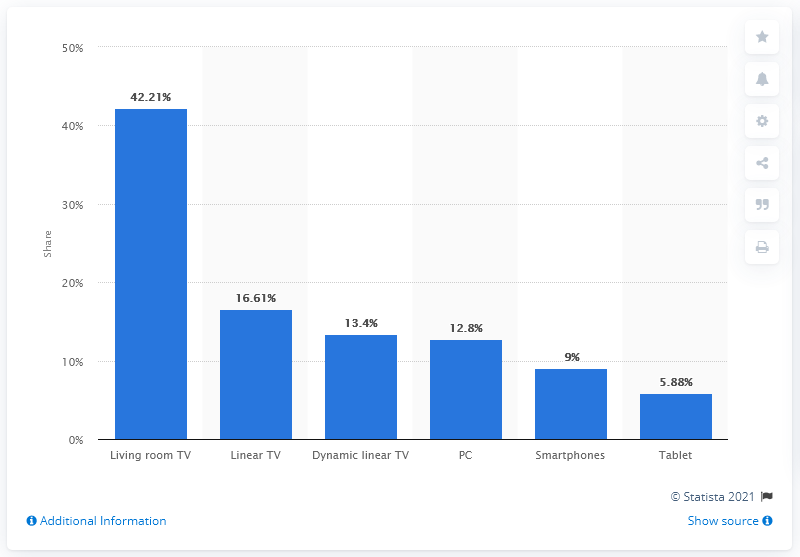 50%
42.21%
40%
30%
Share
20%
16.61%
13.4%
12.8%
10%
9%
5.88%
0%
Living room TV
Linear TV
Dynamic linear TV
PC
Smartphones
Tablet
© Statista 2021
Additional Information
Show source